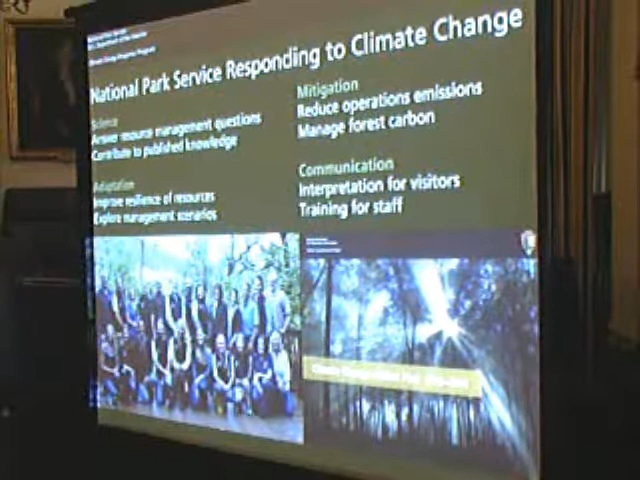 National Park Service Responding to Climate Change
Science
Answer resource management questions
Contribute to published knowledge
Adaptation
Improve resilience of resources
Explore management scenarios
Mitigation
Reduce operations emissions
Manage forest carbon
Communication
Interpretation for visitors
Training for staff